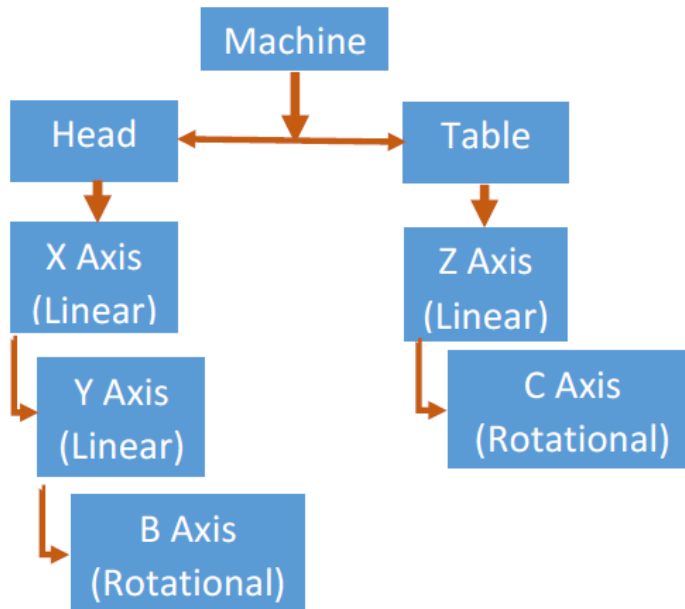 Machine
Head
Table
X Axis
(Linear)
Z Axis
(Linear)
Y Axis
(Linear)
C Axis
(Rotational)
B Axis
(Rotational)